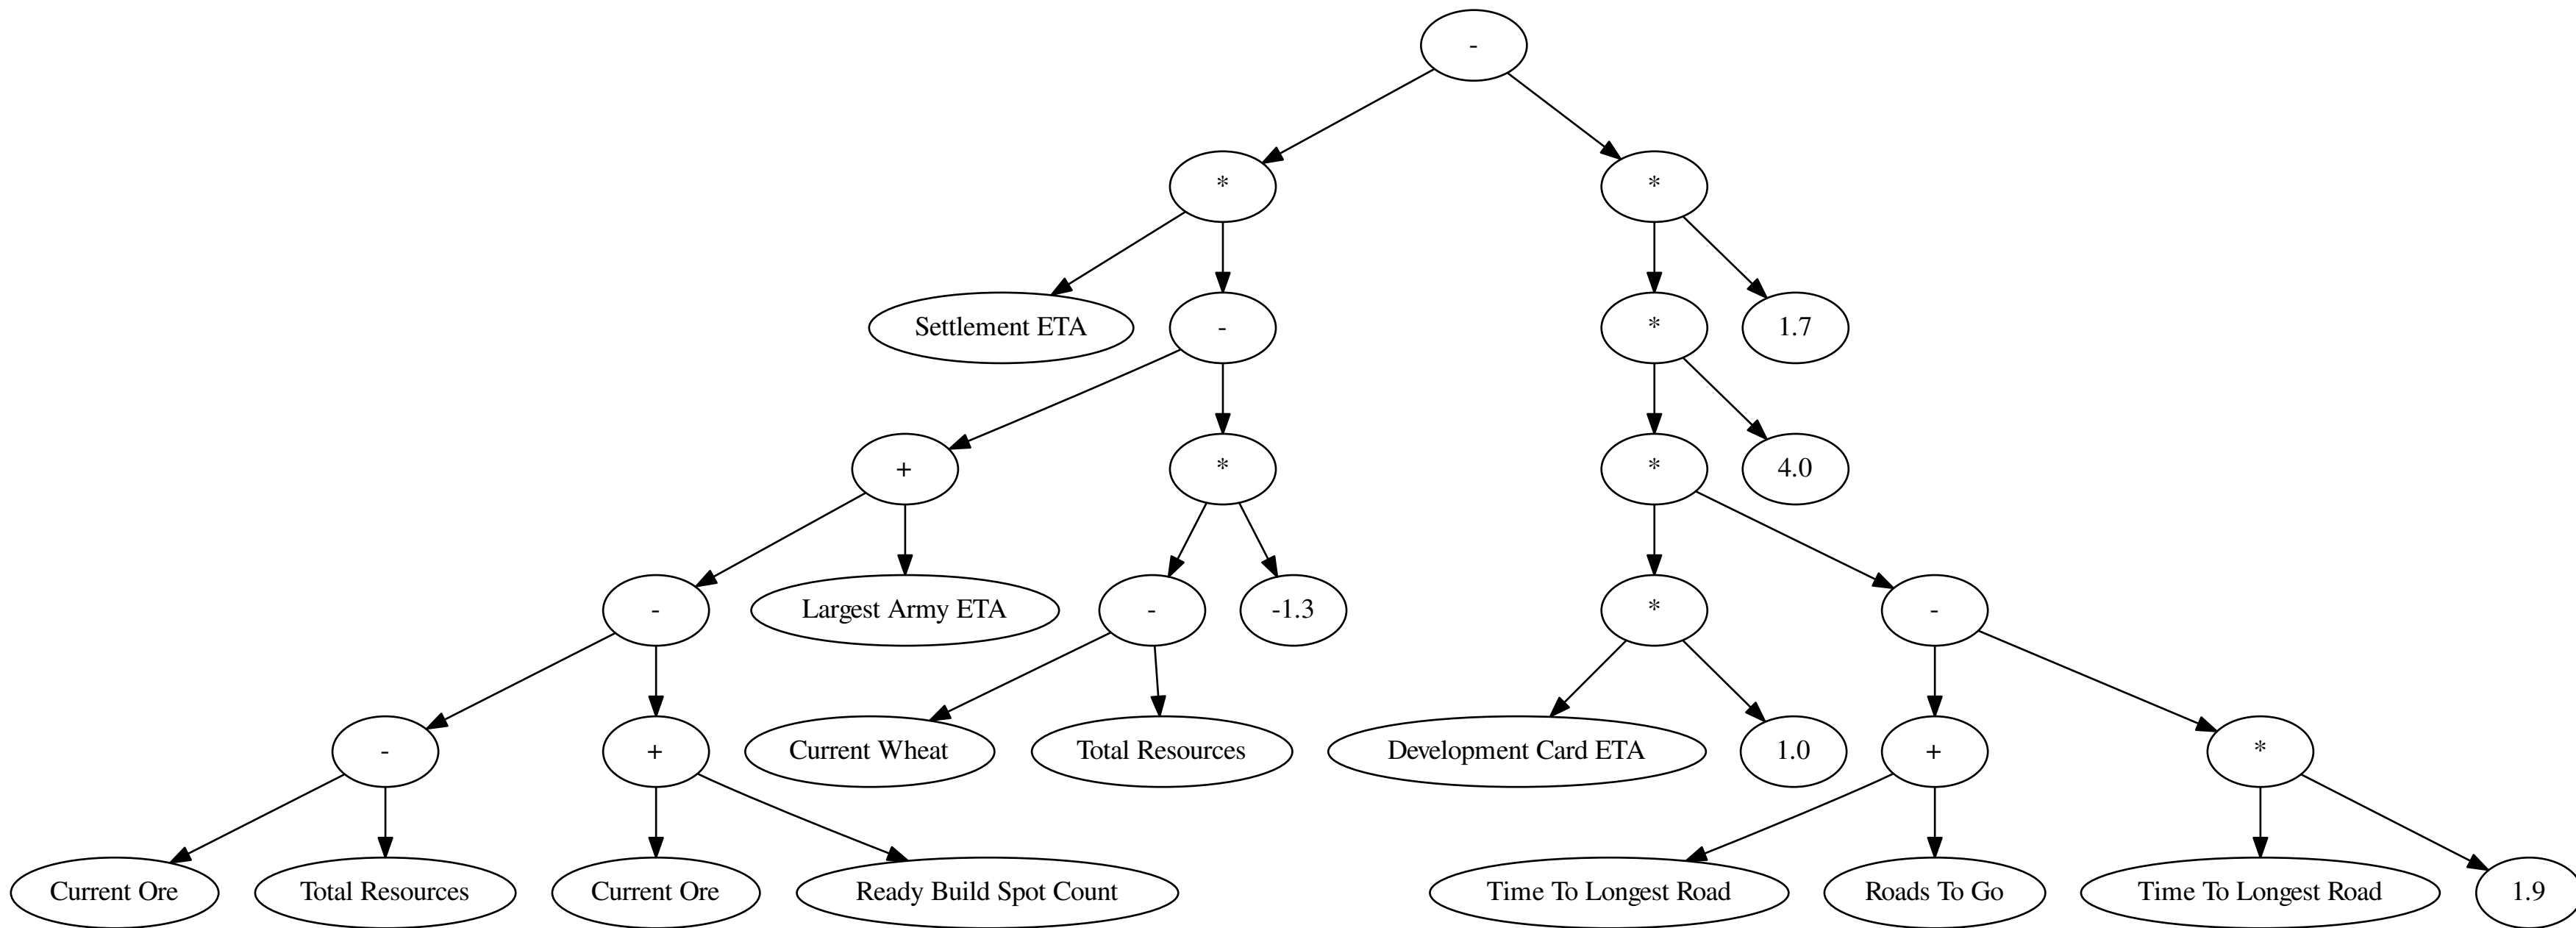 -
*
*
Settlement ETA
-
*
1.7
+
*
*
4.0
-
Largest Army ETA
-
-1.3
*
-
-
+
Current Wheat
Total Resources
Development Card ETA
1.0
+
*
Current Ore
Total Resources
Current Ore
Ready Build Spot Count
Time To Longest Road
Roads To Go
Time To Longest Road
1.9